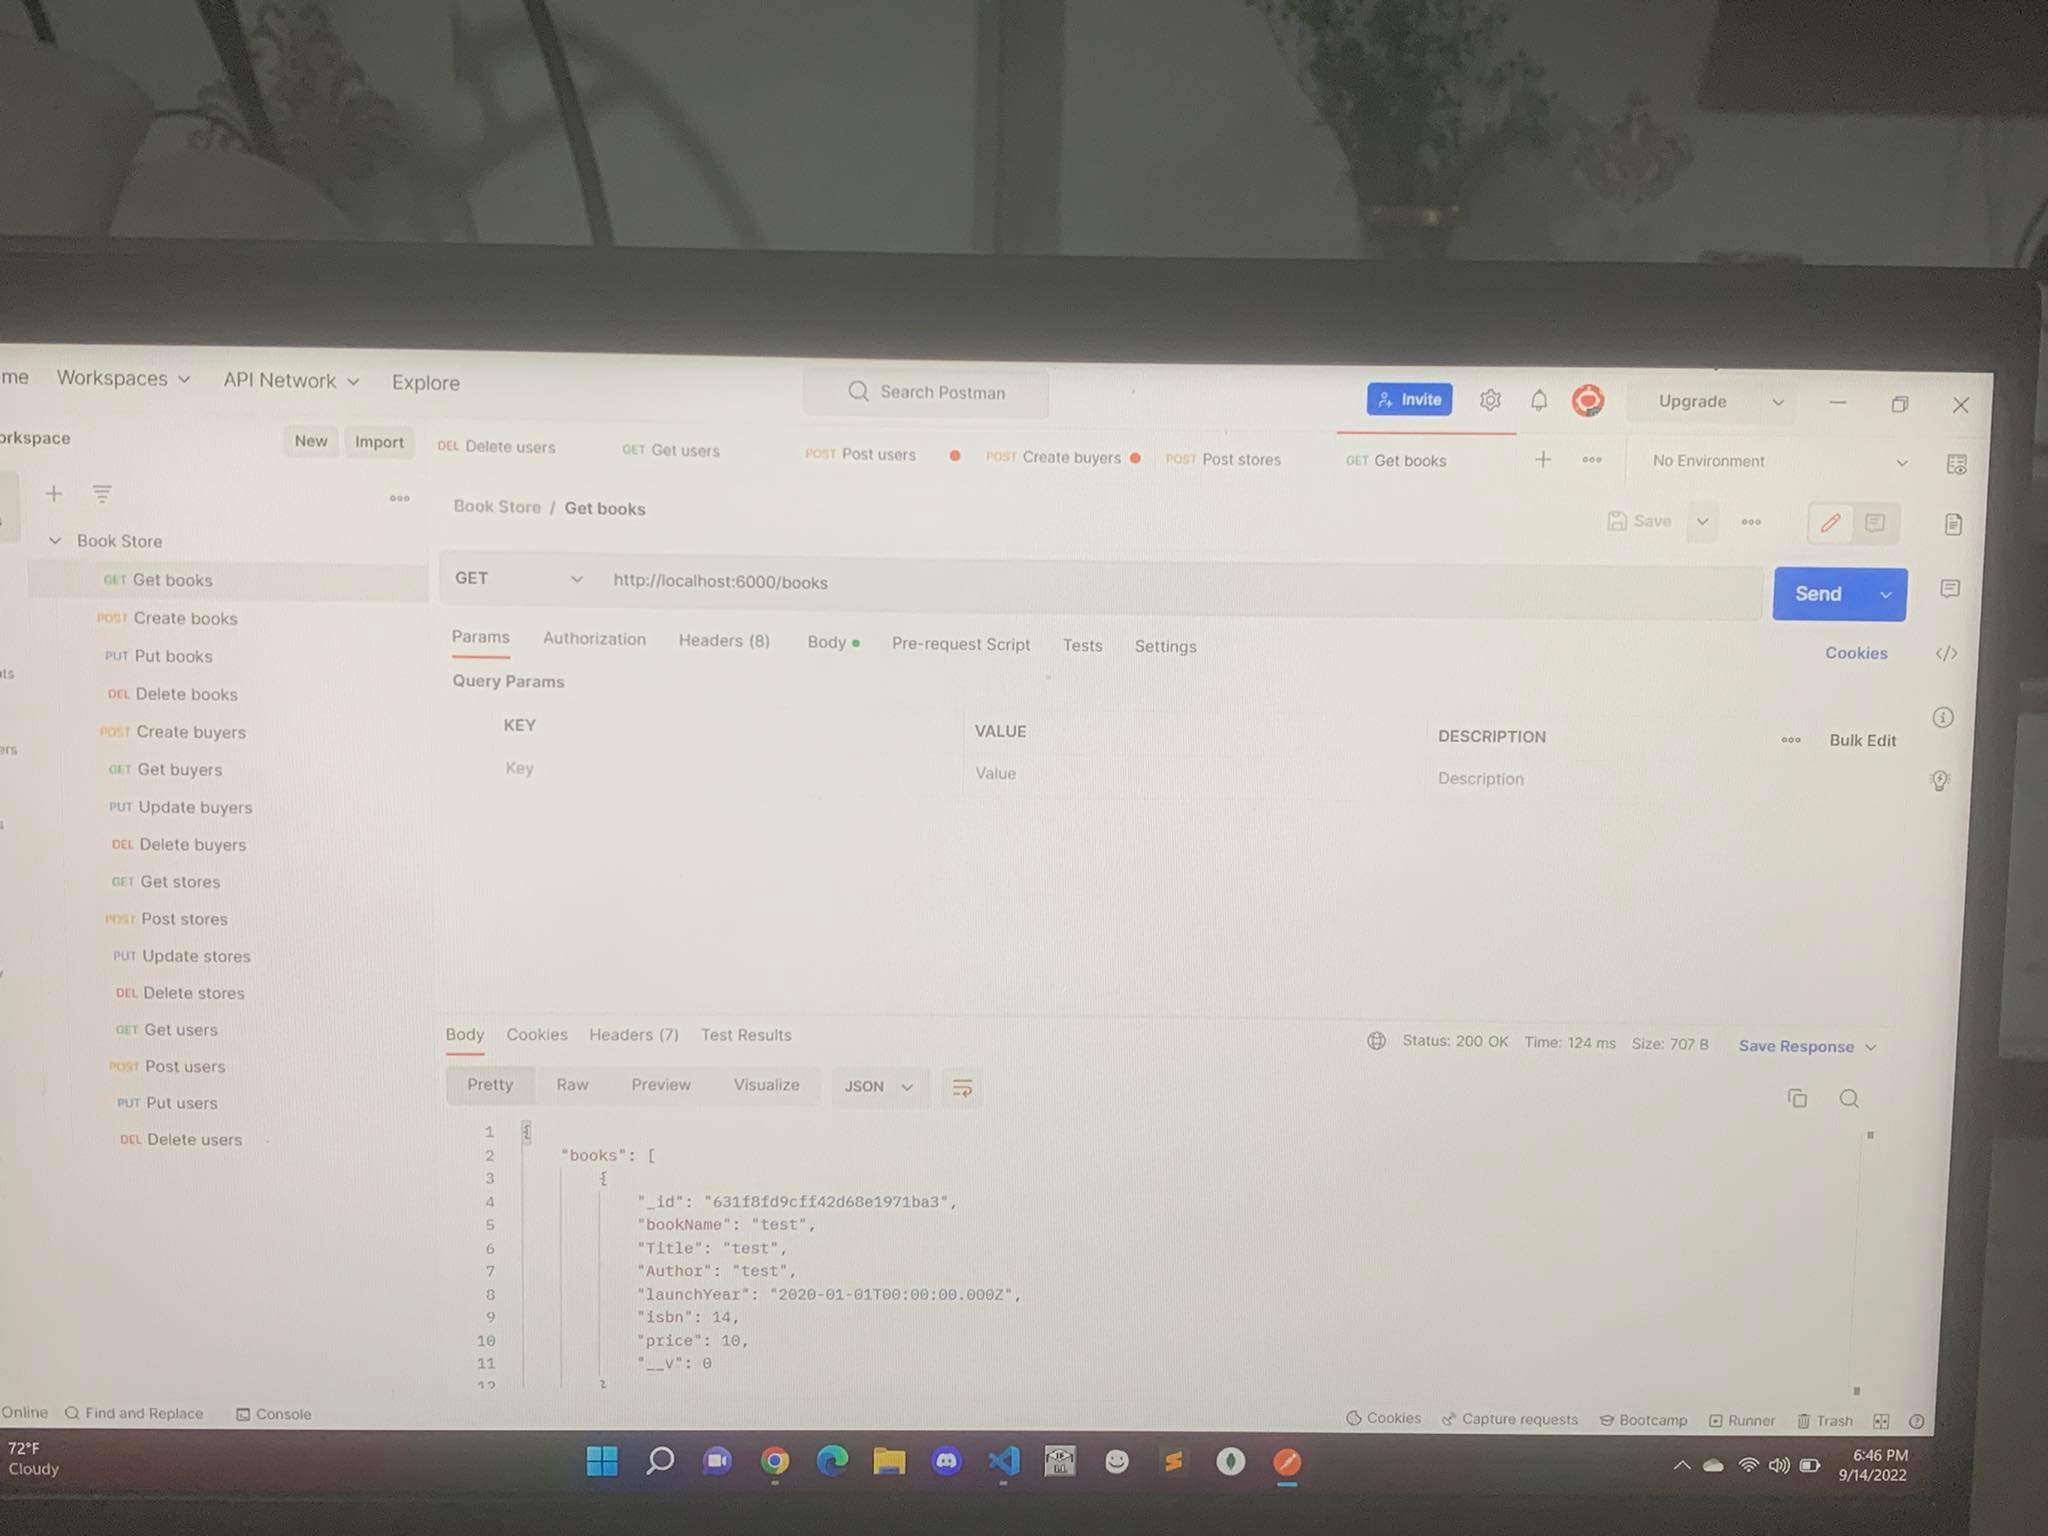 me Workspaces API Network Explore Search Postman Invite Upgrade
orkspace New Import DEL Delete users GET Get users POST Post users POST Create buyers POST Post stores GET Get books No Environment
Book Store / Get books Save
Book Store
GET Get books
POST Create books
PUT Put books
DEL Delete books
POST Create buyers
GET Get buyers
PUT Update buyers
DEL Delete buyers
GET Get stores
POST Post stores
PUT Update stores
DEL Delete stores
GET Get users
POST Post users
PUT Put users
DEL Delete users
GET http://localhost:6000/books Send
Params Authorization Headers (8) Body Pre-request Script Tests Settings Cookies
Query Params
KEY VALUE DESCRIPTION Bulk Edit
Key Value Description
Body Cookies Headers (7) Test Results Status: 200 OK Time: 124 ms Size: 707 B Save Response
Pretty Raw Preview Visualize JSON
1 {
2 "books": [
3 {
4 "_id": "631f8fd9cff42d68e1971ba3",
5 "bookName": "test",
6 "Title": "test",
7 "Author": "test",
8 "launchYear": "2020-01-01T00:00:00.000Z",
9 "isbn": 14,
10 "price": 10,
11 "__v": 0
12 }
Online Find and Replace Console Cookies Capture requests Bootcamp Runner Trash
72°F
Cloudy
6:46 PM
9/14/2022